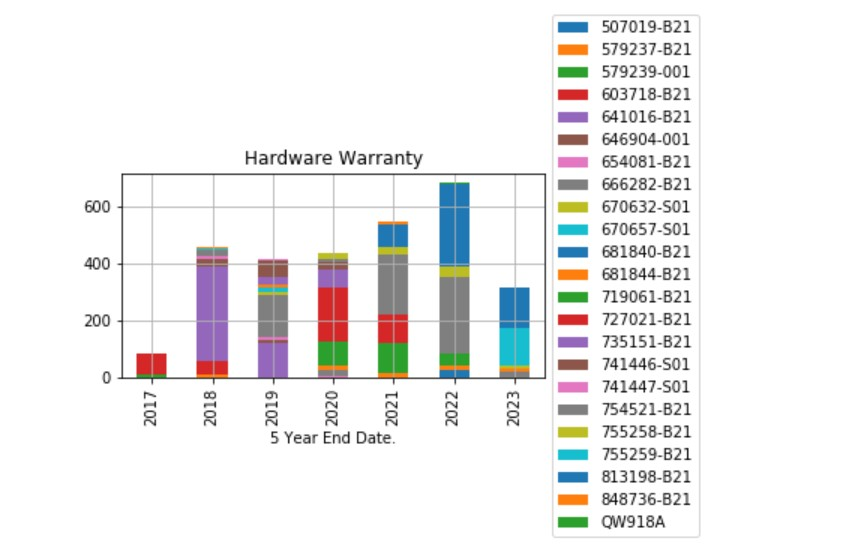 Hardware Warranty
600
400
200
0
2017
2018
2019
2020
2021
2022
2023
5 Year End Date.
507019-B21
579237-B21
579239-001
603718-B21
641016-B21
646904-001
654081-B21
666282-B21
670632-S01
670657-S01
681840-B21
681844-B21
719061-B21
727021-B21
735151-B21
741446-S01
741447-S01
754521-B21
755258-B21
755259-B21
813198-B21
848736-B21
QW918A